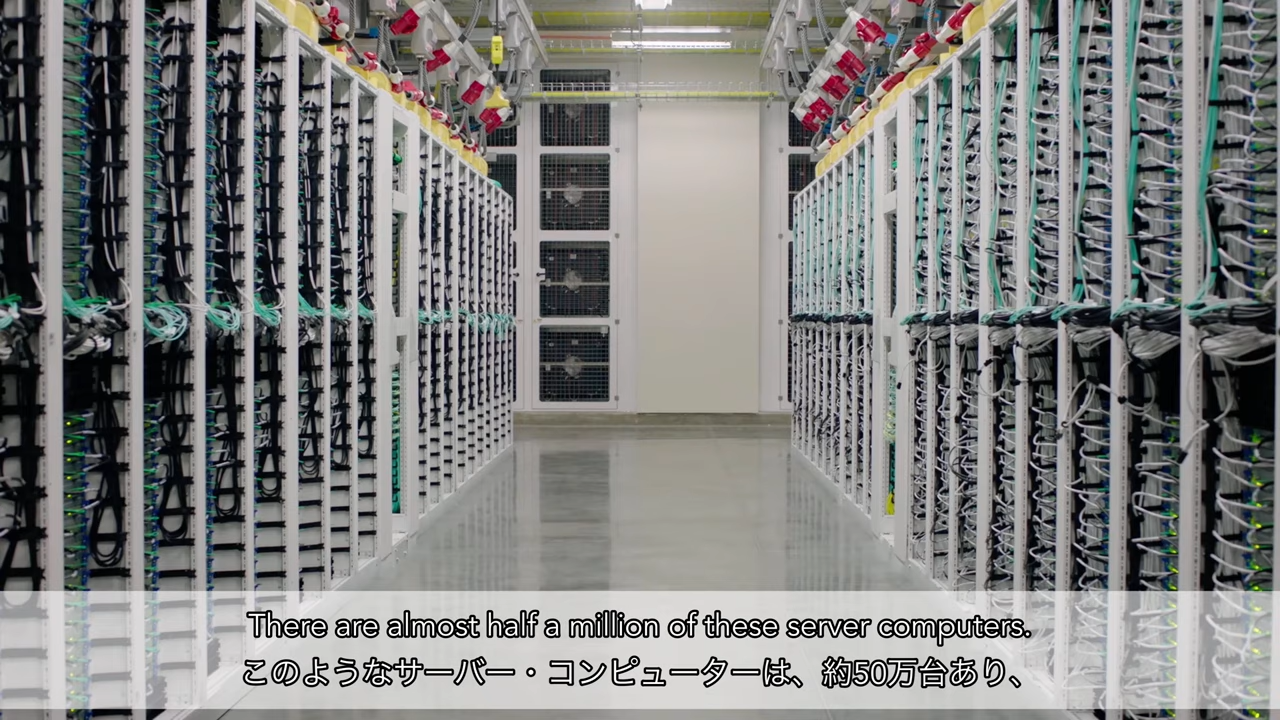 There are almost half a million of these server computers.
このようなサーバー・コンピューターは、約50万台あり、